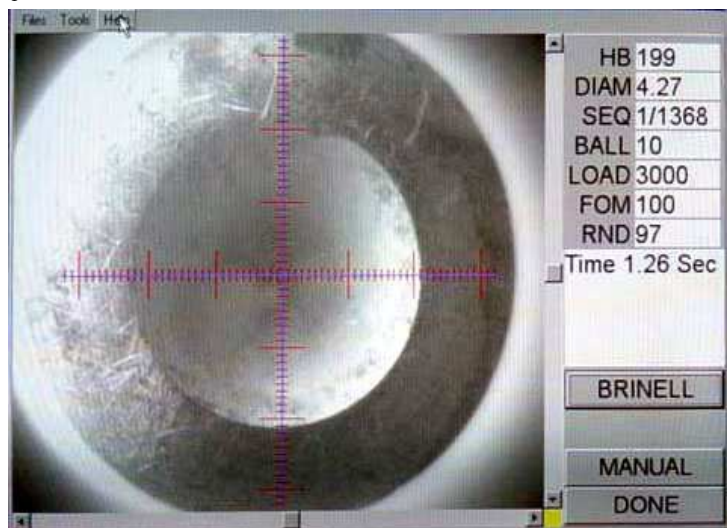 Files Tools Help
HB 199
DIAM 4.27
SEQ 1/1368
BALL 10
LOAD 3000
FOM 100
RND 97
Time 1.26 Sec
BRINELL
MANUAL
DONE